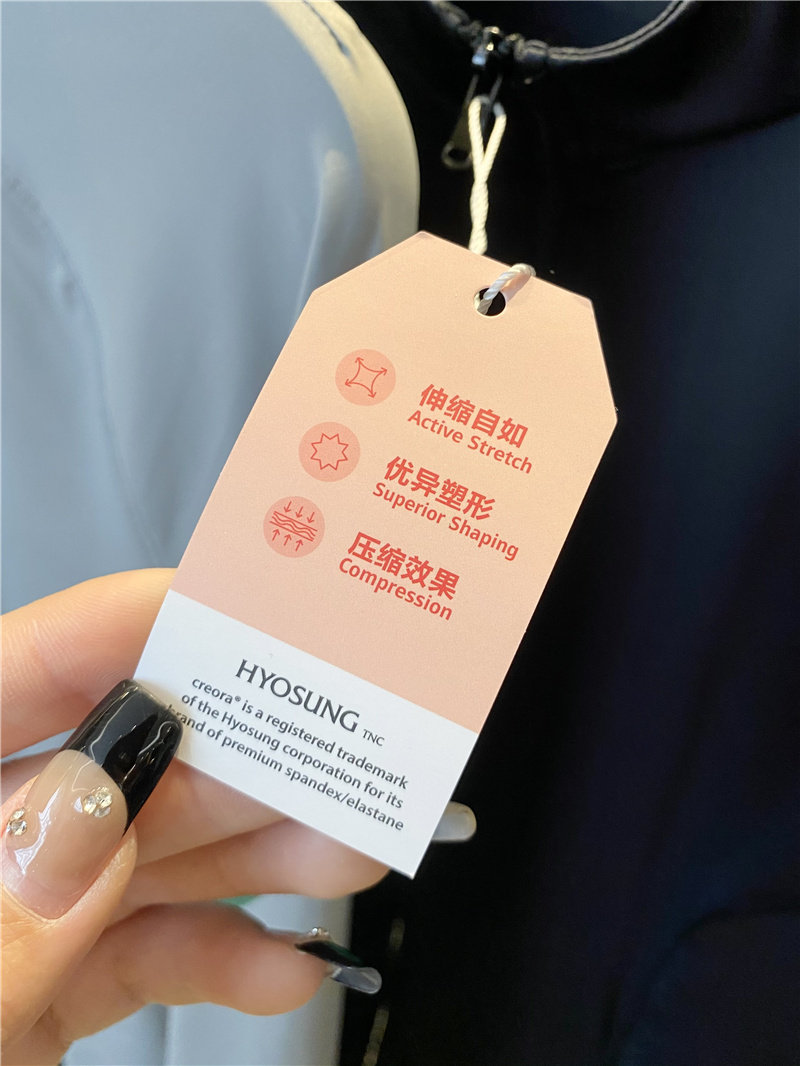 伸缩自如
Active Stretch
优异塑形
Superior Shaping
压缩效果
Compression
HYOSUNG TNC
creora® is a registered trademark
of the Hyosung corporation for its
brand of premium spandex/elastane